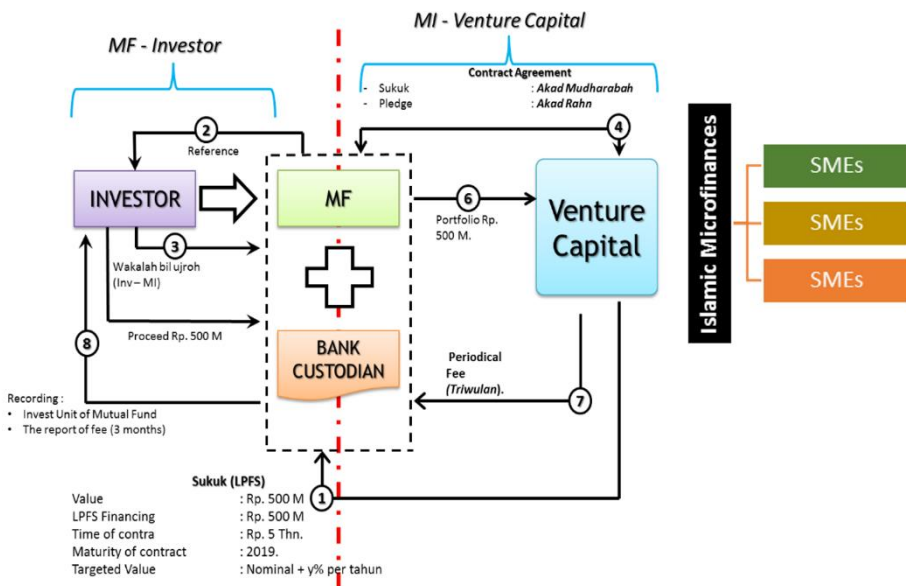 MI - Venture Capital
MF - Investor
Contract Agreement
- Sukuk : Akad Mudharabah
- Pledge : Akad Rahn
2
Reference
4
INVESTOR
MF
6
Portfolio Rp.
500 M.
Venture
Capital
Islamic Microfinances
SMEs
SMEs
SMEs
3
Wakalah bil ujroh
(Inv – MI)
Proceed Rp. 500 M
8
BANK
CUSTODIAN
Periodical
Fee
(Triwulan).
7
Recording :
• Invest Unit of Mutual Fund
• The report of fee (3 months)
1
Sukuk (LPFS)
Value : Rp. 500 M
LPFS Financing : Rp. 500 M
Time of contra : Rp. 5 Thn.
Maturity of contract : 2019.
Targeted Value : Nominal + y% per tahun